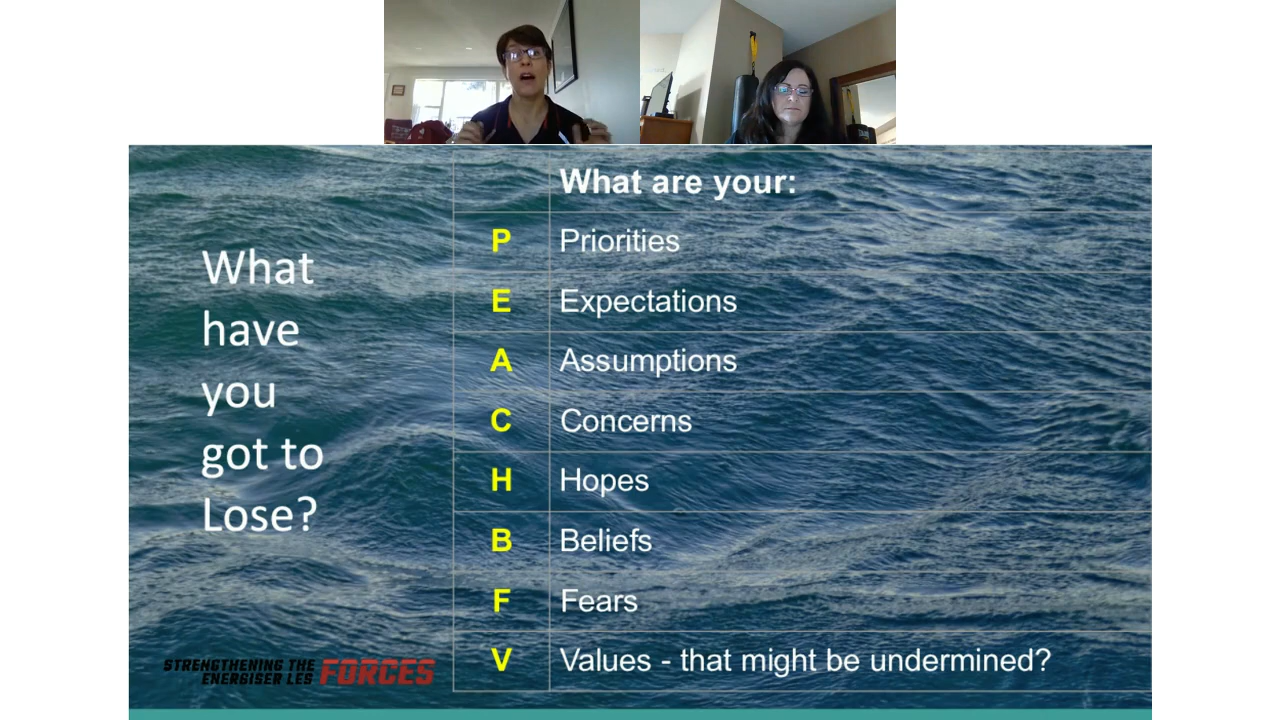 What are your:
P Priorities
E Expectations
A Assumptions
C Concerns
H Hopes
B Beliefs
F Fears
V Values - that might be undermined?
What
have
you
got to
Lose?
STRENGTHENING THE FORCES
ENERGISER LES